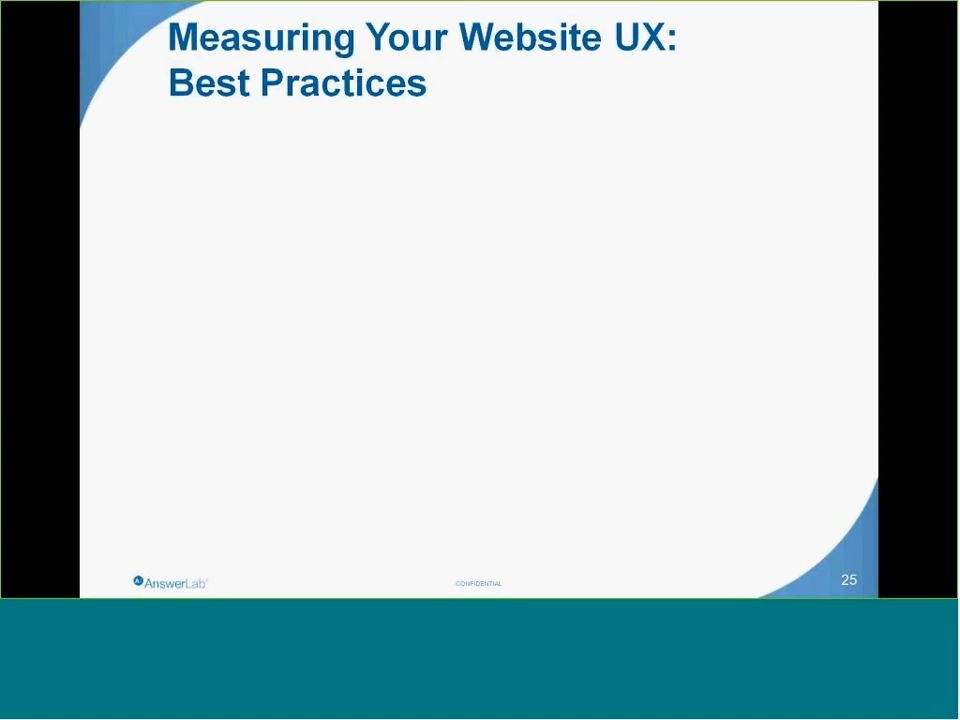 Measuring Your Website UX:
Best Practices
AnswerLab
CONFIDENTIAL
25